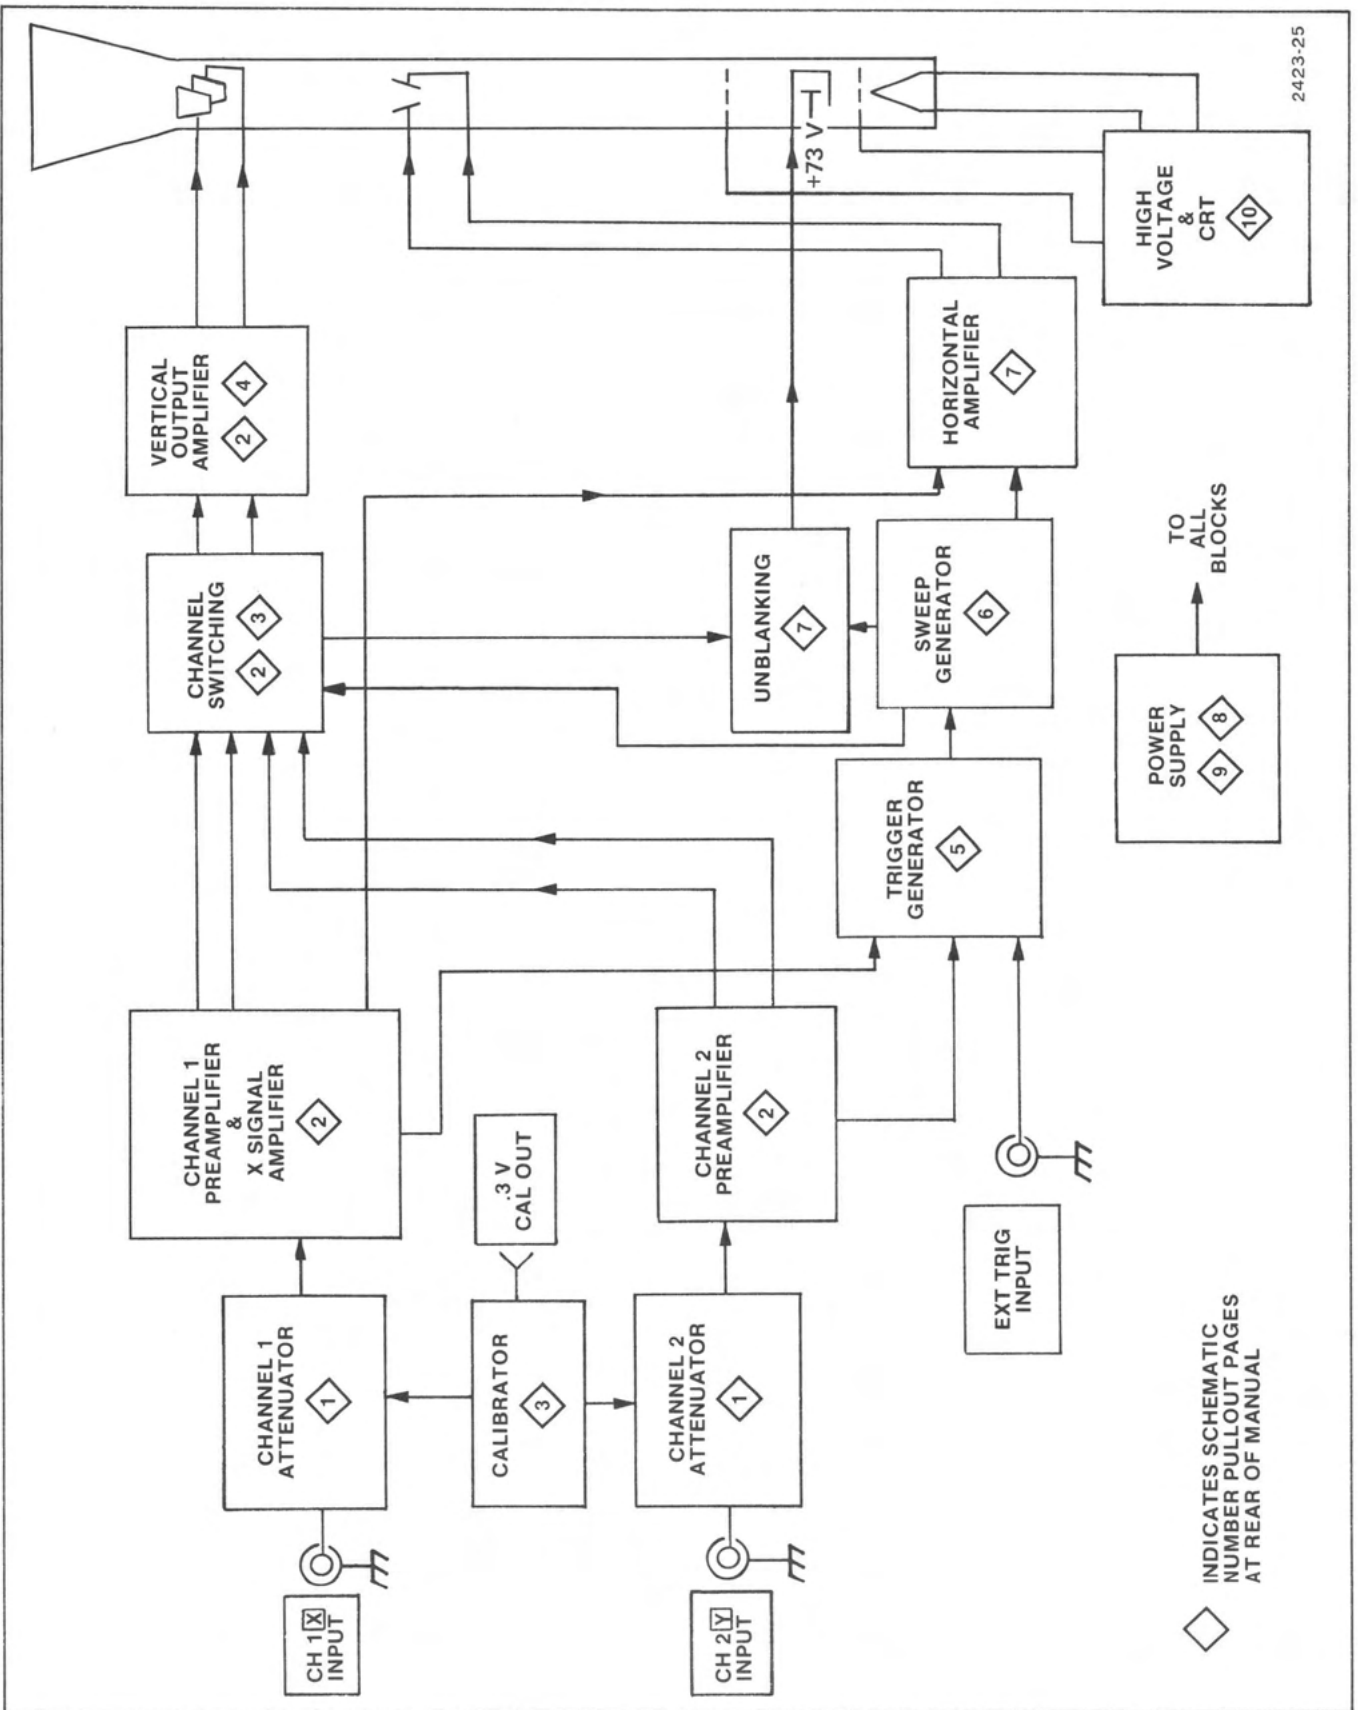 CH 1 X
INPUT
CHANNEL 1
ATTENUATOR
1
CHANNEL 1
PREAMPLIFIER
&
X SIGNAL
AMPLIFIER
2
CHANNEL
SWITCHING
2 3
VERTICAL
OUTPUT
AMPLIFIER
2 4
CALIBRATOR
3
.3 V
CAL OUT
CH 2 Y
INPUT
CHANNEL 2
ATTENUATOR
1
CHANNEL 2
PREAMPLIFIER
2
UNBLANKING
7
+73 V
EXT TRIG
INPUT
TRIGGER
GENERATOR
5
SWEEP
GENERATOR
6
HORIZONTAL
AMPLIFIER
7
HIGH
VOLTAGE
&
CRT
10
POWER
SUPPLY
9 8
TO
ALL
BLOCKS
INDICATES SCHEMATIC
NUMBER PULLOUT PAGES
AT REAR OF MANUAL
2423-25